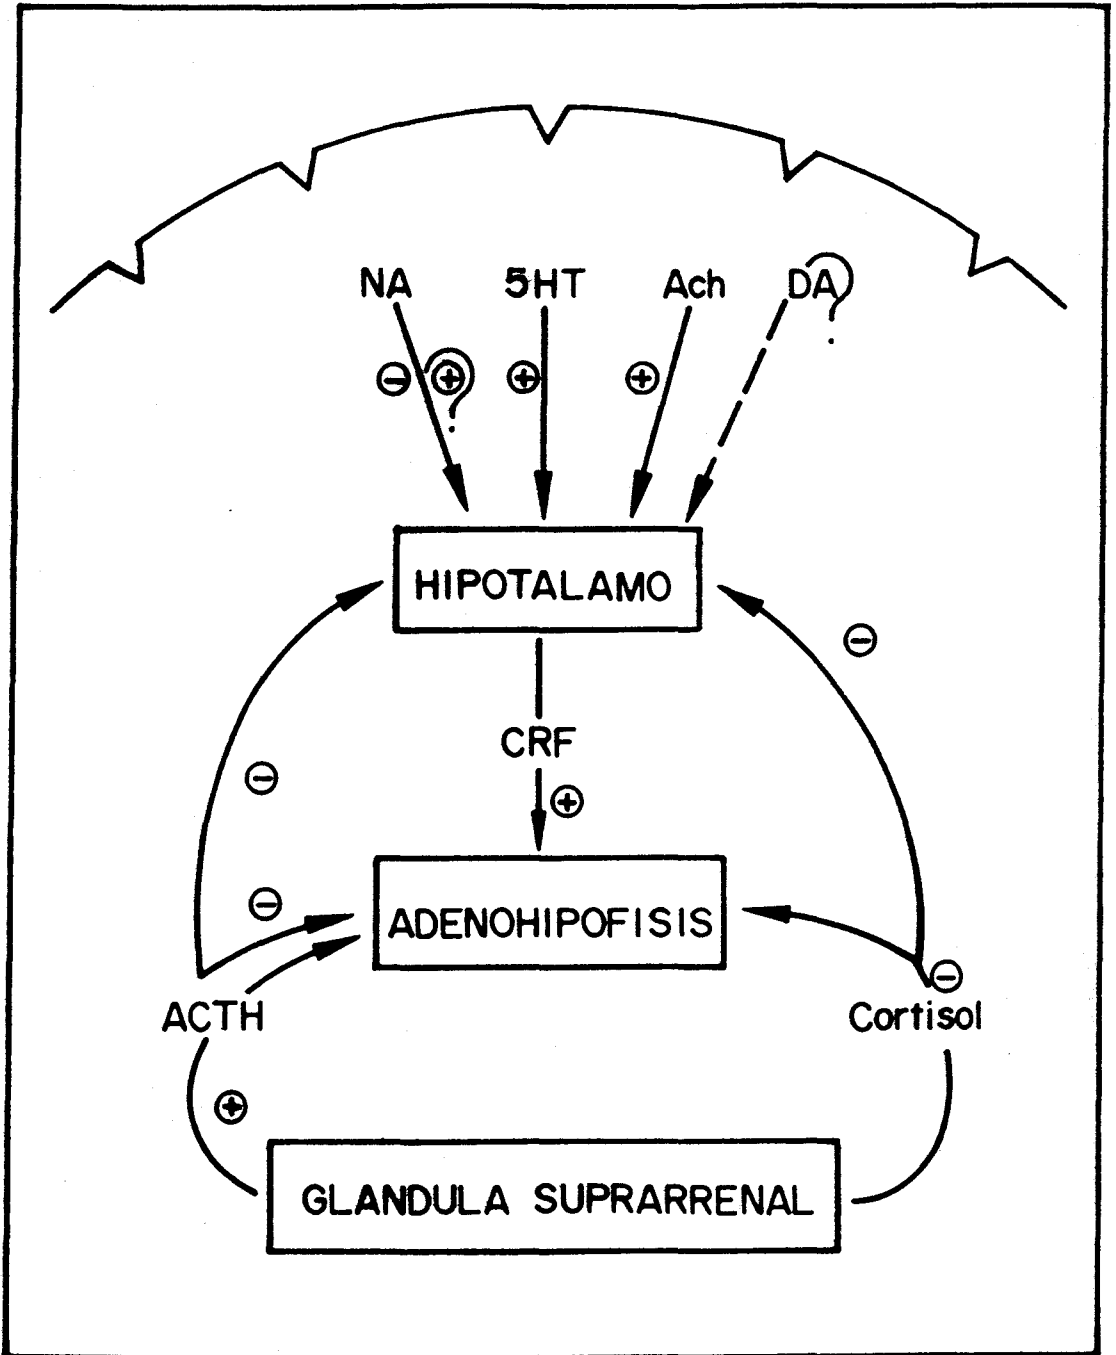 NA 5HT Ach DA?
⊖ ⊕? ⊕ ⊕
HIPOTALAMO
⊖
CRF
⊖
⊕
⊖
ADENOHIPOFISIS
⊖
ACTH Cortisol
⊕
GLANDULA SUPRARRENAL